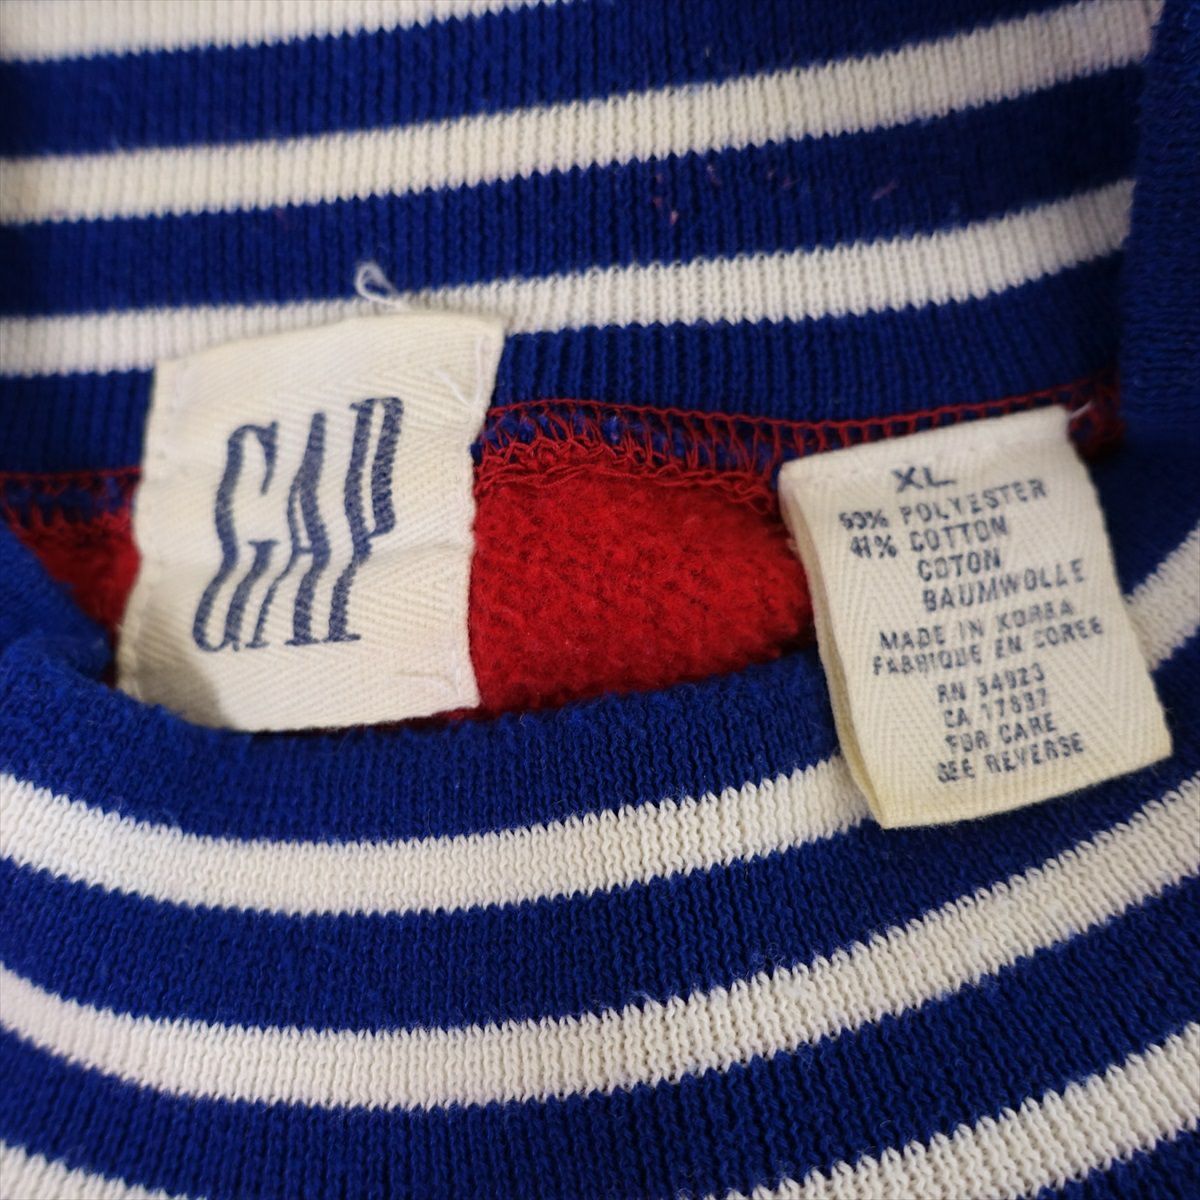 GAP
XL
59% POLYESTER
41% COTTON
COTON
BAUMWOLLE
MADE IN KOREA
FABRIQUE EN COREE
RN 54923
CA 17897
FOR CARE
SEE REVERSE